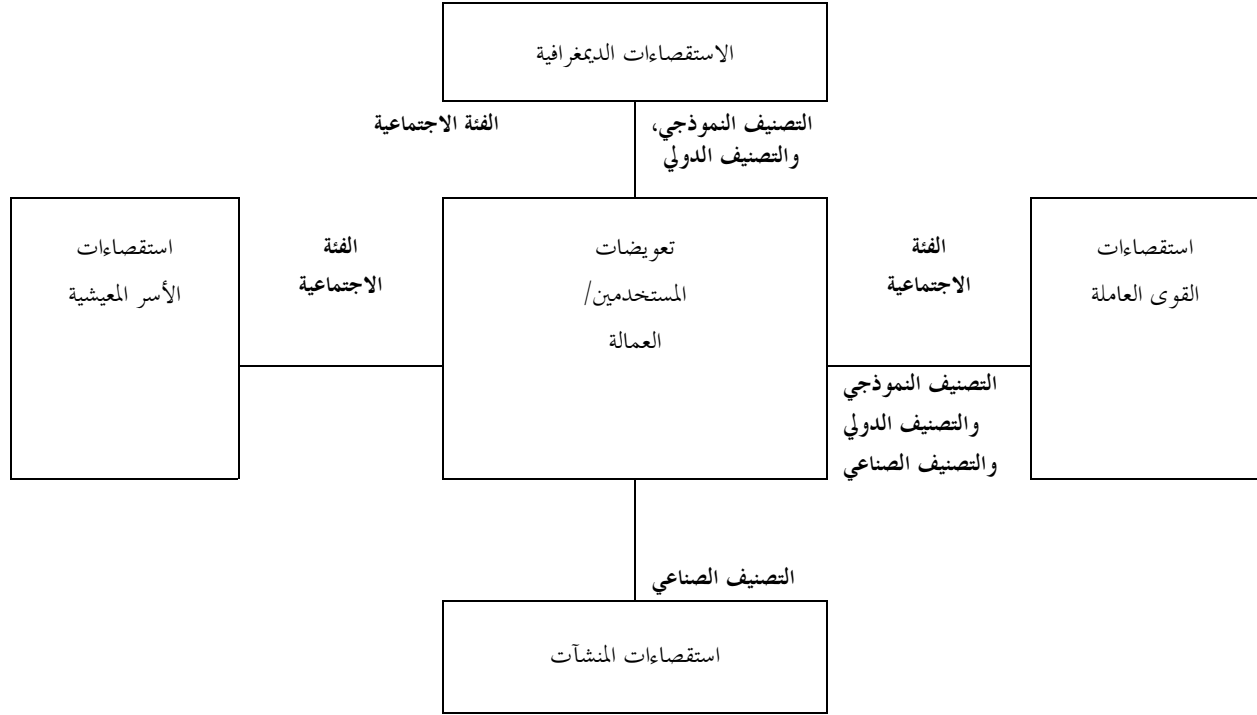 الاستقصاءات الديمغرافية
التصنيف النموذجي،
والتصنيف الدولي
الفئة الاجتماعية
استقصاءات
القوى العاملة
الفئة
الاجتماعية
تعويضات
المستخدمين/
العمالة
الفئة
الاجتماعية
استقصاءات
الأسر المعيشية
التصنيف النموذجي
والتصنيف الدولي
والتصنيف الصناعي
التصنيف الصناعي
استقصاءات المنشآت